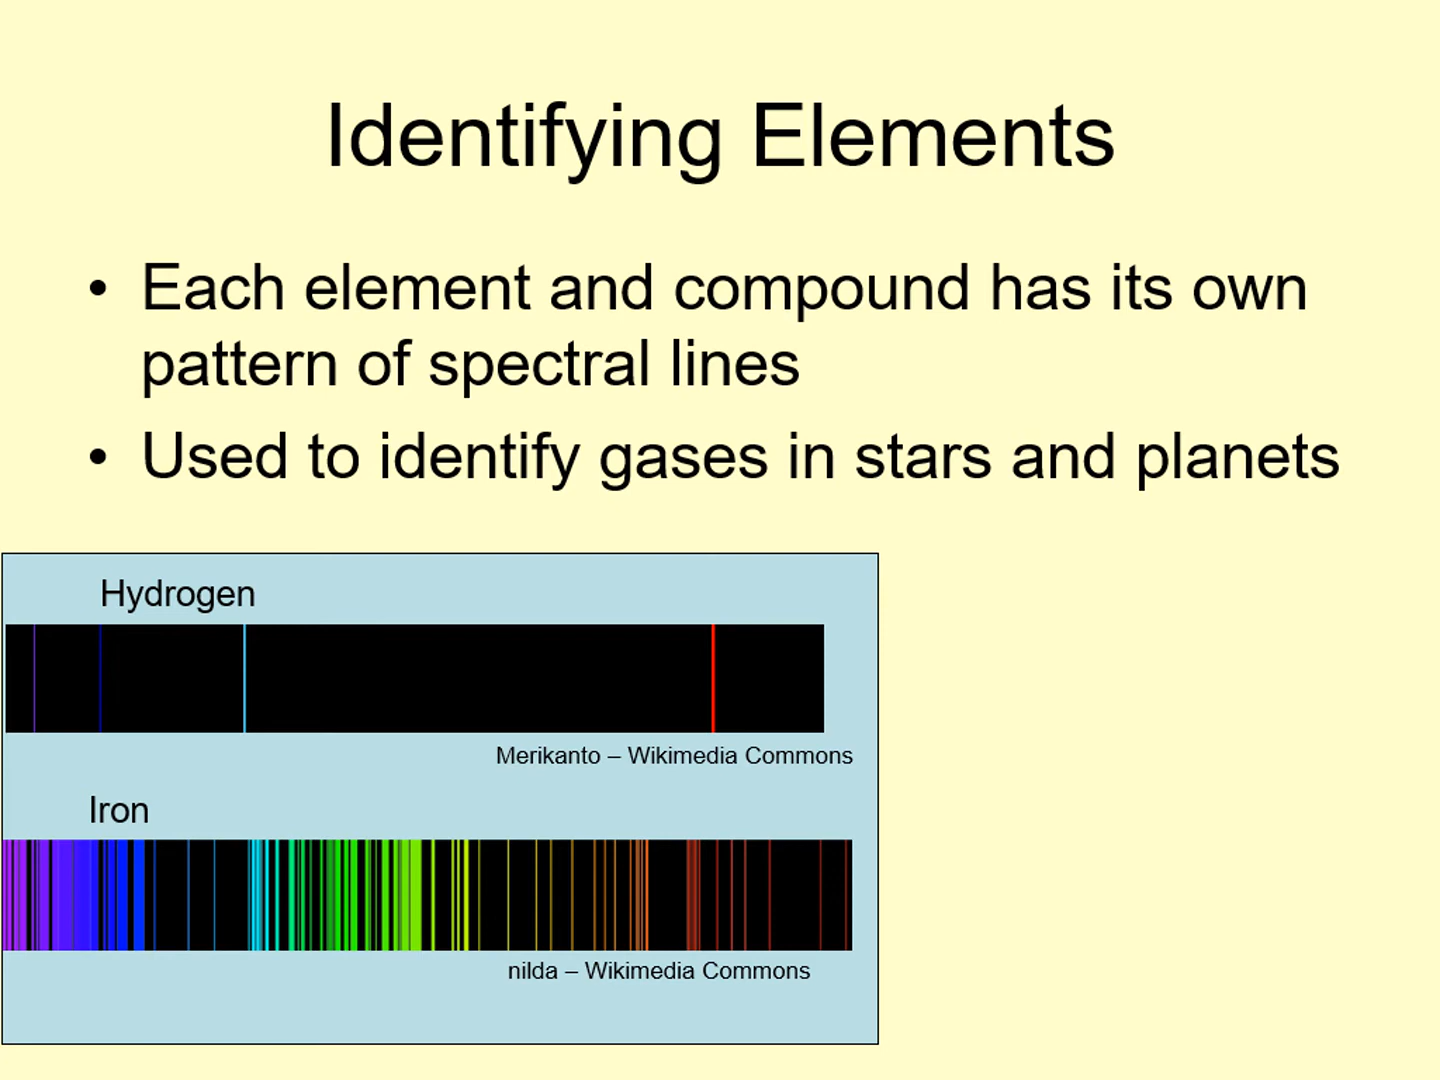 Identifying Elements
• Each element and compound has its own
pattern of spectral lines
• Used to identify gases in stars and planets
Hydrogen
Merikanto – Wikimedia Commons
Iron
nilda – Wikimedia Commons